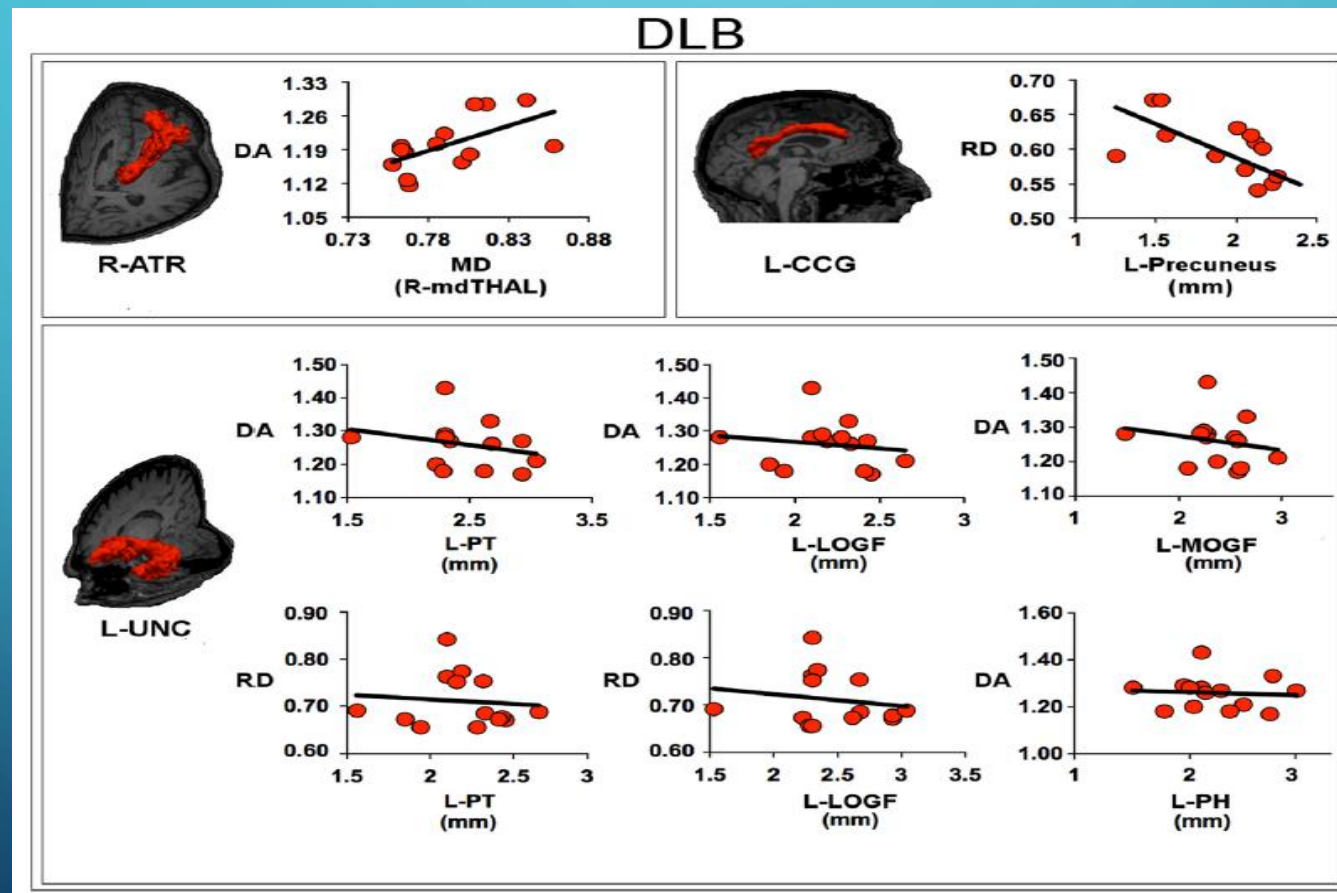 DLB
1.33
1.26
DA 1.19
1.12
1.05
0.73 0.78 0.83 0.88
R-ATR
MD
(R-mdTHAL)
0.70
0.65
RD 0.60
0.55
0.50
1 1.5 2 2.5
L-CCG
L-Precuneus
(mm)
1.50
1.40
DA 1.30
1.20
1.10
1.5 2.5 3.5
L-PT
(mm)
1.50
1.40
DA 1.30
1.20
1.10
1.5 2 2.5 3
L-LOGF
(mm)
1.50
1.40
DA 1.30
1.20
1.10
1 2 3
L-MOGF
(mm)
L-UNC
0.90
0.80
RD 0.70
0.60
1.5 2 2.5 3
L-PT
(mm)
0.90
0.80
RD 0.70
0.60
1.5 2 2.5 3 3.5
L-LOGF
(mm)
1.60
1.40
DA 1.20
1.00
1 2 3
L-PH
(mm)